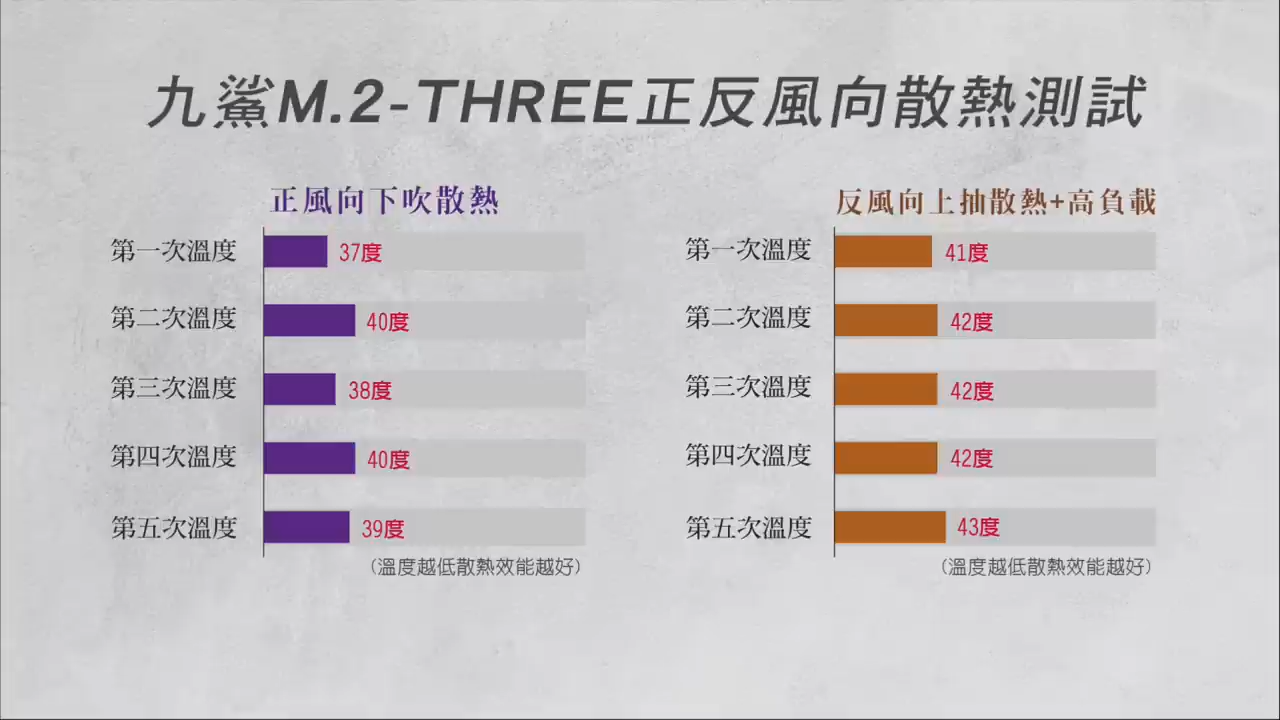 九鯊M.2-THREE正反風向散熱測試
正風向下吹散熱
第一次溫度 37度
第二次溫度 40度
第三次溫度 38度
第四次溫度 40度
第五次溫度 39度
(溫度越低散熱效能越好)
反風向上抽散熱+高負載
第一次溫度 41度
第二次溫度 42度
第三次溫度 42度
第四次溫度 42度
第五次溫度 43度
(溫度越低散熱效能越好)